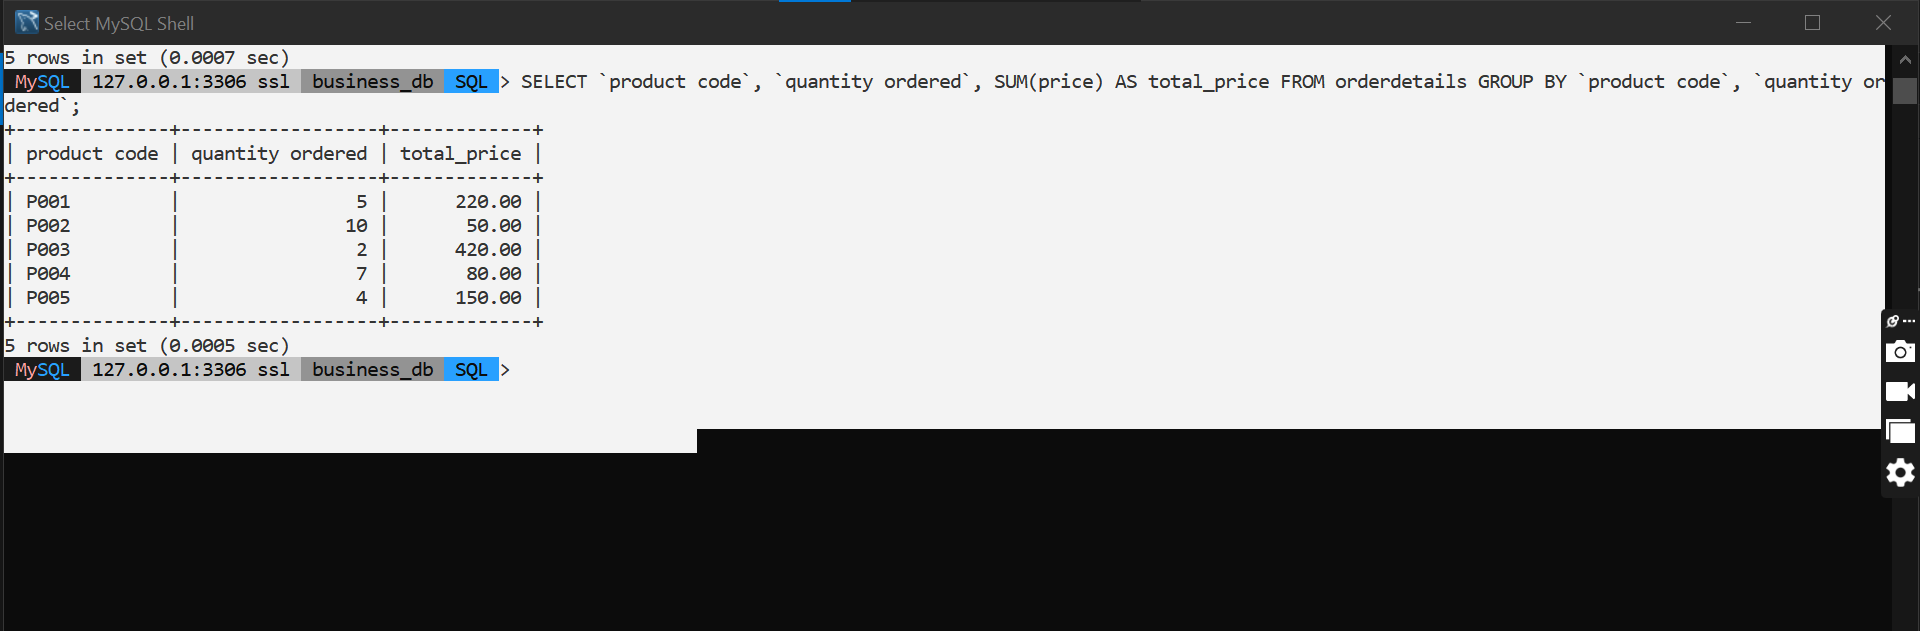 Select MySQL Shell
5 rows in set (0.0007 sec)
MySQL  127.0.0.1:3306 ssl  business_db  SQL > SELECT `product code`, `quantity ordered`, SUM(price) AS total_price FROM orderdetails GROUP BY `product code`, `quantity or
dered`;
+--------------+------------------+-------------+
| product code | quantity ordered | total_price |
+--------------+------------------+-------------+
| P001         |                5 |      220.00 |
| P002         |               10 |       50.00 |
| P003         |                2 |      420.00 |
| P004         |                7 |       80.00 |
| P005         |                4 |      150.00 |
+--------------+------------------+-------------+
5 rows in set (0.0005 sec)
MySQL  127.0.0.1:3306 ssl  business_db  SQL >